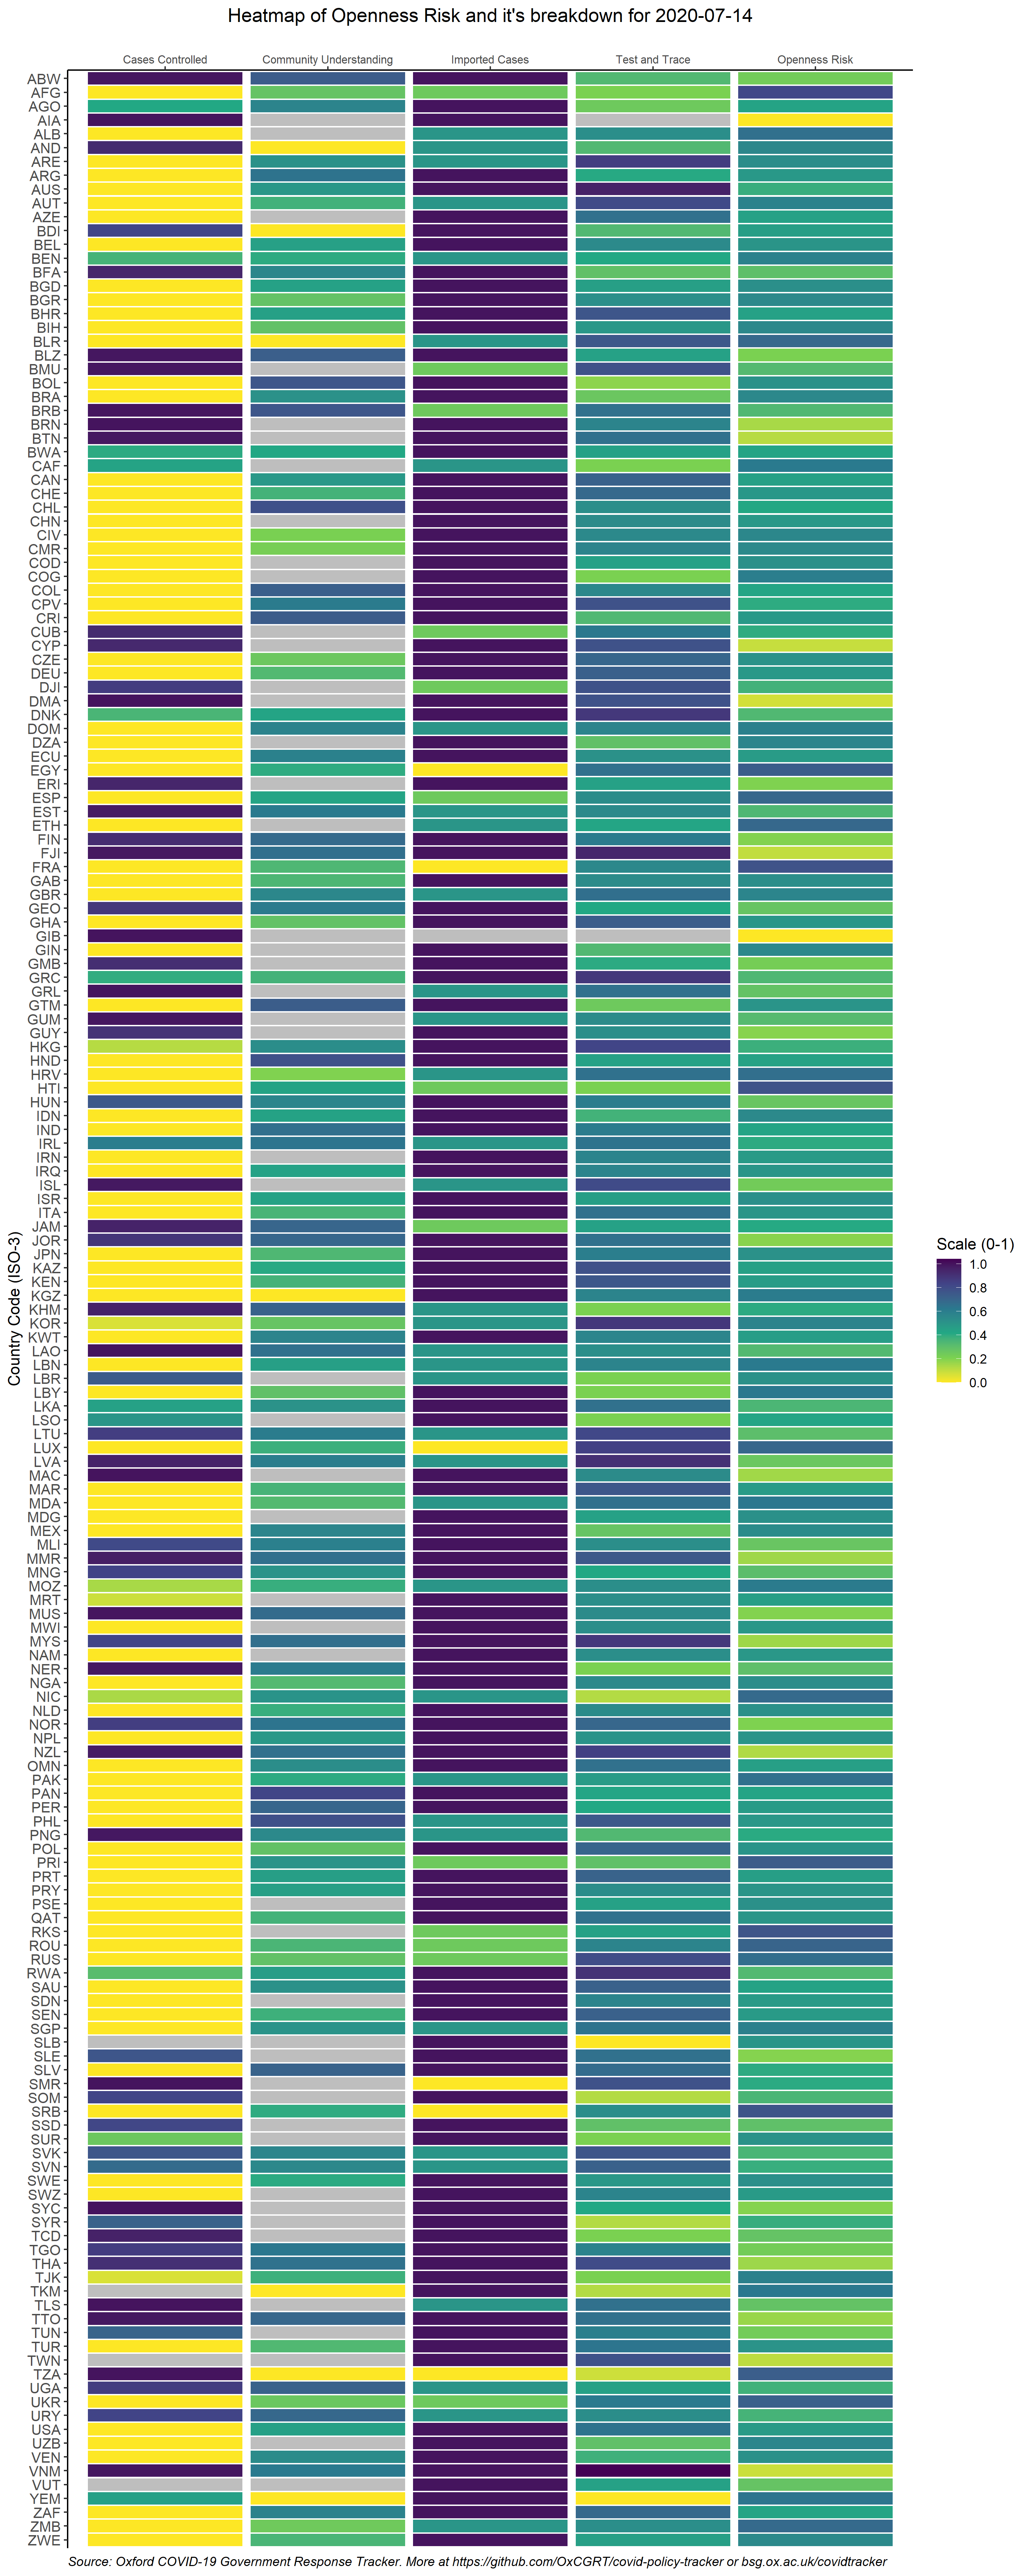 Heatmap of Openness Risk and it's breakdown for 2020-07-14
Cases Controlled Community Understanding Imported Cases Test and Trace Openness Risk
ABW
AFG
AGO
AIA
ALB
AND
ARE
ARG
AUS
AUT
AZE
BDI
BEL
BEN
BFA
BGD
BGR
BHR
BIH
BLR
BLZ
BMU
BOL
BRA
BRB
BRN
BTN
BWA
CAF
CAN
CHE
CHL
CHN
CIV
CMR
COD
COG
COL
CPV
CRI
CUB
CYP
CZE
DEU
DJI
DMA
DNK
DOM
DZA
ECU
EGY
ERI
ESP
EST
ETH
FIN
FJI
FRA
GAB
GBR
GEO
GHA
GIB
GIN
GMB
GRC
GRL
GTM
GUM
GUY
HKG
HND
HRV
HTI
HUN
IDN
IND
IRL
IRN
IRQ
ISL
ISR
ITA
JAM
JOR
JPN
KAZ
KEN
KGZ
KHM
KOR
KWT
LAO
LBN
LBR
LBY
LKA
LSO
LTU
LUX
LVA
MAC
MAR
MDA
MDG
MEX
MLI
MMR
MNG
MOZ
MRT
MUS
MWI
MYS
NAM
NER
NGA
NIC
NLD
NOR
NPL
NZL
OMN
PAK
PAN
PER
PHL
PNG
POL
PRI
PRT
PRY
PSE
QAT
RKS
ROU
RUS
RWA
SAU
SDN
SEN
SGP
SLB
SLE
SLV
SMR
SOM
SRB
SSD
SUR
SVK
SVN
SWE
SWZ
SYC
SYR
TCD
TGO
THA
TJK
TKM
TLS
TTO
TUN
TUR
TWN
TZA
UGA
UKR
URY
USA
UZB
VEN
VNM
VUT
YEM
ZAF
ZMB
ZWE
Country Code (ISO-3)
Scale (0-1)
1.0
0.8
0.6
0.4
0.2
0.0
Source: Oxford COVID-19 Government Response Tracker. More at https://github.com/OxCGRT/covid-policy-tracker or bsg.ox.ac.uk/covidtracker